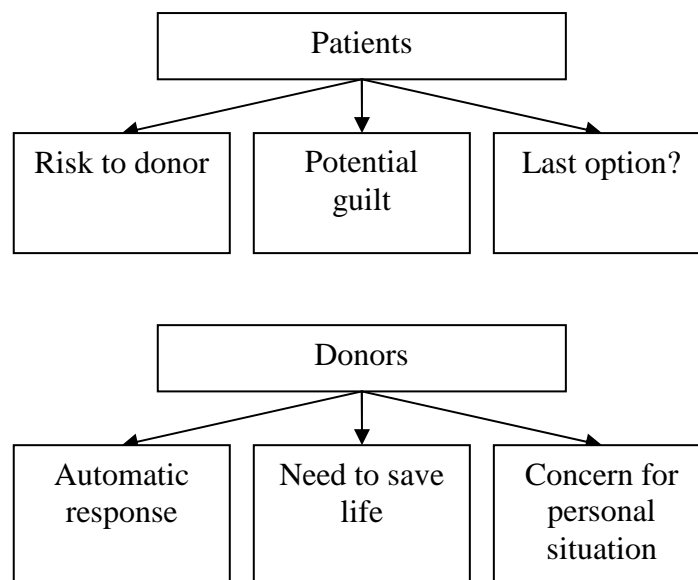 Patients
Risk to donor
Potential
guilt
Last option?
Donors
Automatic
response
Need to save
life
Concern for
personal
situation